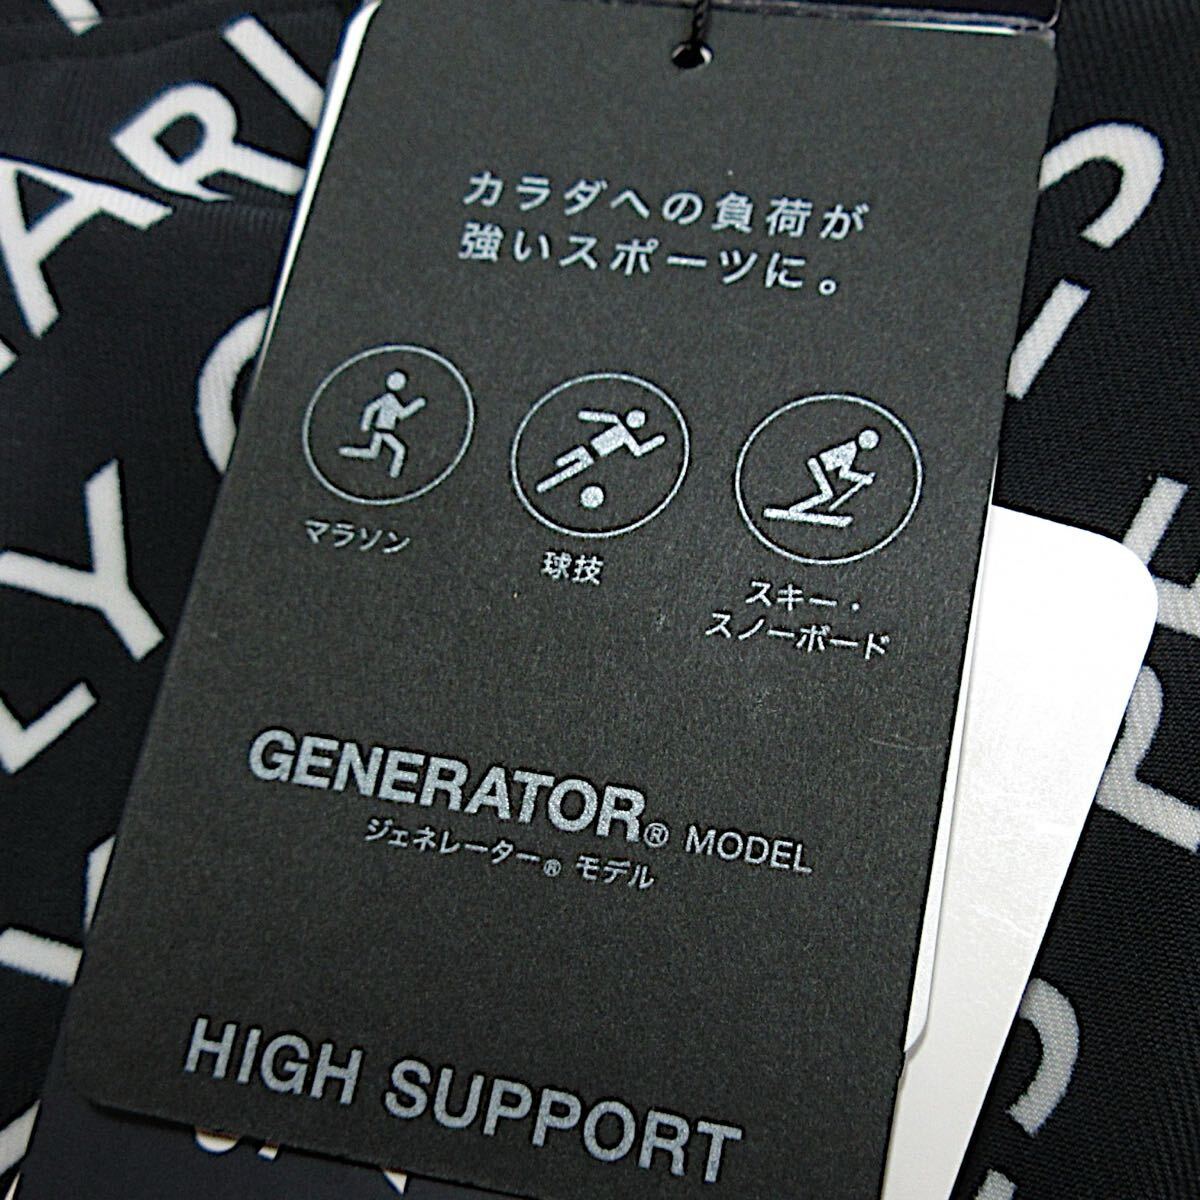 カラダへの負荷が
強いスポーツに。
マラソン
球技
スキー・
スノーボード
GENERATOR® MODEL
ジェネレーター® モデル
HIGH SUPPORT